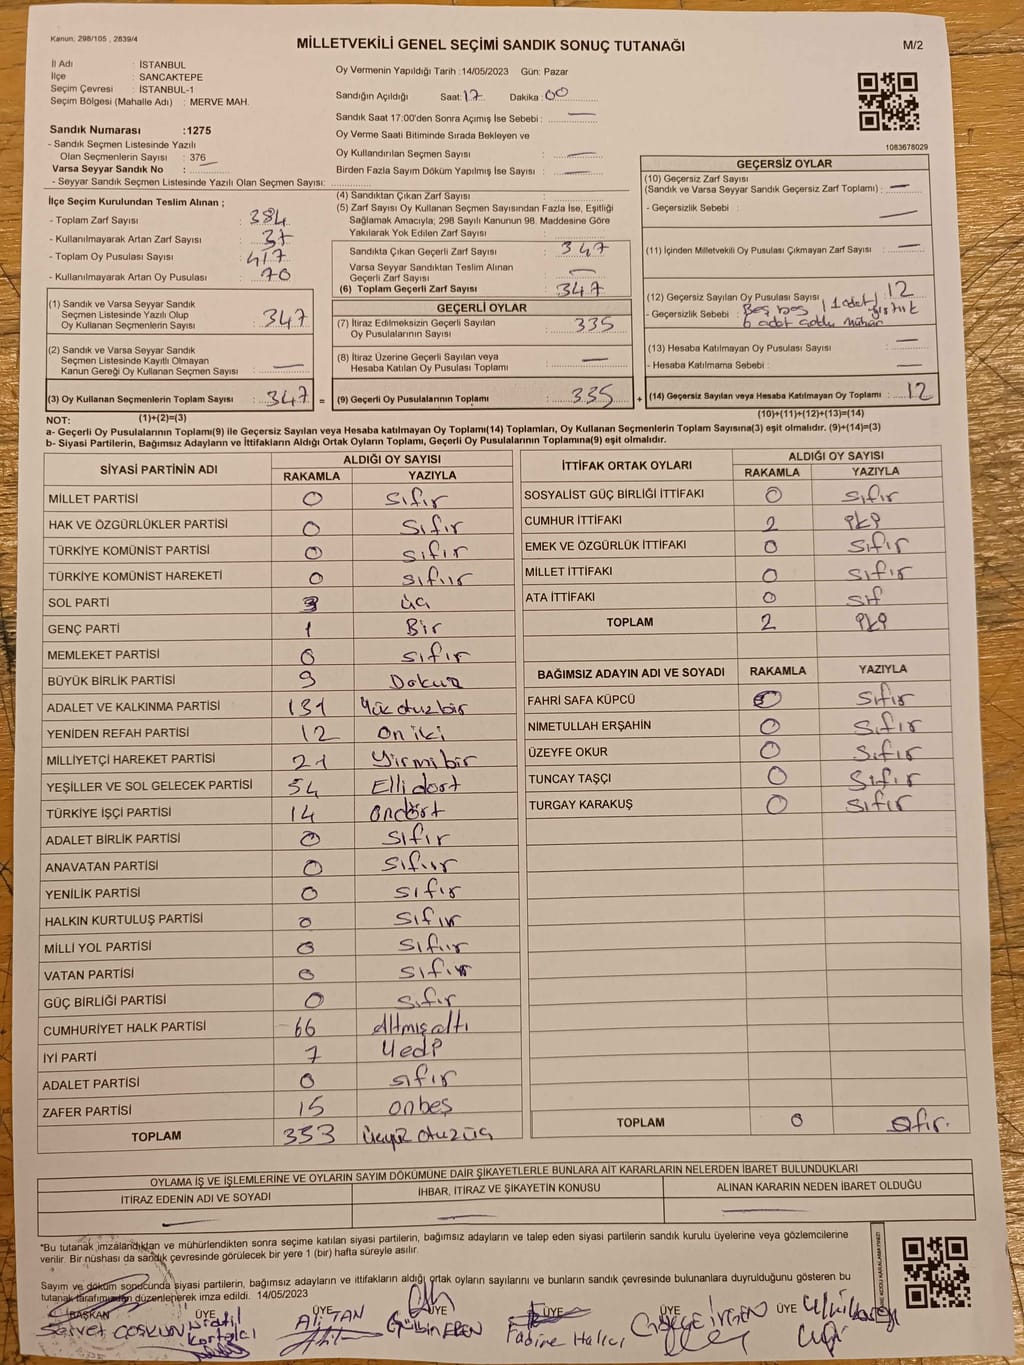 Kanun: 298/105 , 2839/4
MİLLETVEKİLİ GENEL SEÇİMİ SANDIK SONUÇ TUTANAĞI
M/2
İl Adı : İSTANBUL
İlçe : SANCAKTEPE
Seçim Çevresi : İSTANBUL-1
Seçim Bölgesi (Mahalle Adı) : MERVE MAH.
Sandık Numarası :1275
- Sandık Seçmen Listesinde Yazılı
Olan Seçmenlerin Sayısı : 376
Varsa Seyyar Sandık No : —
- Seyyar Sandık Seçmen Listesinde Yazılı Olan Seçmen Sayısı:
Oy Vermenin Yapıldığı Tarih :14/05/2023 Gün: Pazar
Sandığın Açıldığı Saat: 17 Dakika : 00
Sandık Saat 17:00'den Sonra Açımış İse Sebebi : —
Oy Verme Saati Bitiminde Sırada Bekleyen ve
Oy Kullandırılan Seçmen Sayısı : —
Birden Fazla Sayım Döküm Yapılmış İse Sayısı : —
1083678029
İlçe Seçim Kurulundan Teslim Alınan ;
- Toplam Zarf Sayısı : 384
- Kullanılmayarak Artan Zarf Sayısı : 37
- Toplam Oy Pusulası Sayısı : 417
- Kullanılmayarak Artan Oy Pusulası : 70
(1) Sandık ve Varsa Seyyar Sandık
Seçmen Listesinde Yazılı Olup
Oy Kullanan Seçmenlerin Sayısı : 347
(2) Sandık ve Varsa Seyyar Sandık
Seçmen Listesinde Kayıtlı Olmayan
Kanun Gereği Oy Kullanan Seçmen Sayısı : —
(3) Oy Kullanan Seçmenlerin Toplam Sayısı : 347 =
(4) Sandıktan Çıkan Zarf Sayısı :
(5) Zarf Sayısı Oy Kullanan Seçmen Sayısından Fazla İse, Eşitliği
Sağlamak Amacıyla; 298 Sayılı Kanunun 98. Maddesine Göre
Yakılarak Yok Edilen Zarf Sayısı :
Sandıkta Çıkan Geçerli Zarf Sayısı : 347
Varsa Seyyar Sandıktan Teslim Alınan
Geçerli Zarf Sayısı : —
(6) Toplam Geçerli Zarf Sayısı : 347
GEÇERLİ OYLAR
(7) İtiraz Edilmeksizin Geçerli Sayılan
Oy Pusulalarının Sayısı : 335
(8) İtiraz Üzerine Geçerli Sayılan veya
Hesaba Katılan Oy Pusulası Toplamı : —
(9) Geçerli Oy Pusulalarının Toplamı : 335 +
GEÇERSİZ OYLAR
(10) Geçersiz Zarf Sayısı
(Sandık ve Varsa Seyyar Sandık Geçersiz Zarf Toplamı) : —
- Geçersizlik Sebebi : —
(11) İçinden Milletvekili Oy Pusulası Çıkmayan Zarf Sayısı : —
(12) Geçersiz Sayılan Oy Pusulası Sayısı : 12
- Geçersizlik Sebebi : Beş boş, 1 adet
6 adet mühür
(13) Hesaba Katılmayan Oy Pusulası Sayısı : —
- Hesaba Katılmama Sebebi : —
(14) Geçersiz Sayılan veya Hesaba Katılmayan Oy Toplamı : 12
NOT: (1)+(2)=(3)
(10)+(11)+(12)+(13)=(14)
a- Geçerli Oy Pusulalarının Toplamı(9) ile Geçersiz Sayılan veya Hesaba katılmayan Oy Toplamı(14) Toplamları, Oy Kullanan Seçmenlerin Toplam Sayısına(3) eşit olmalıdır. (9)+(14)=(3)
b- Siyasi Partilerin, Bağımsız Adayların ve İttifakların Aldığı Ortak Oyların Toplamı, Geçerli Oy Pusulalarının Toplamına(9) eşit olmalıdır.
SİYASİ PARTİNİN ADI ALDIĞI OY SAYISI
RAKAMLA YAZIYLA
MİLLET PARTİSİ 0 sıfır
HAK VE ÖZGÜRLÜKLER PARTİSİ 0 Sıfır
TÜRKİYE KOMÜNİST PARTİSİ 0 sıfır
TÜRKİYE KOMÜNİST HAREKETİ 0 sıfıır
SOL PARTİ 3 üç
GENÇ PARTİ 1 Bir
MEMLEKET PARTİSİ 0 sıfır
BÜYÜK BİRLİK PARTİSİ 9 Dokuz
ADALET VE KALKINMA PARTİSİ 131 Yüz otuzbir
YENİDEN REFAH PARTİSİ 12 on iki
MİLLİYETÇİ HAREKET PARTİSİ 21 Yirmibir
YEŞİLLER VE SOL GELECEK PARTİSİ 54 Elli dört
TÜRKİYE İŞÇİ PARTİSİ 14 öndört
ADALET BİRLİK PARTİSİ 0 sıfır
ANAVATAN PARTİSİ 0 sıfıır
YENİLİK PARTİSİ 0 sıfır
HALKIN KURTULUŞ PARTİSİ 0 sıfır
MİLLİ YOL PARTİSİ 0 sıfıır
VATAN PARTİSİ 0 sıfır
GÜÇ BİRLİĞİ PARTİSİ 0 sıfır
CUMHURİYET HALK PARTİSİ 66 Altmışaltı
İYİ PARTİ 7 Yedi
ADALET PARTİSİ 0 sıfır
ZAFER PARTİSİ 15 onbeş
TOPLAM 333 üçyüz otuzüç
İTTİFAK ORTAK OYLARI ALDIĞI OY SAYISI
RAKAMLA YAZIYLA
SOSYALİST GÜÇ BİRLİĞİ İTTİFAKI 0 sıfır
CUMHUR İTTİFAKI 2 iki
EMEK VE ÖZGÜRLÜK İTTİFAKI 0 sıfır
MİLLET İTTİFAKI 0 sıfır
ATA İTTİFAKI 0 sıf
TOPLAM 2 iki
BAĞIMSIZ ADAYIN ADI VE SOYADI RAKAMLA YAZIYLA
FAHRİ SAFA KÜPCÜ 0 sıfır
NİMETULLAH ERŞAHİN 0 sıfır
ÜZEYFE OKUR 0 Sıfır
TUNCAY TAŞÇI 0 Sıfır
TURGAY KARAKUŞ 0 sıfır
TOPLAM 0 sıfır.
OYLAMA İŞ VE İŞLEMLERİNE VE OYLARIN SAYIM DÖKÜMÜNE DAİR ŞİKAYETLERLE BUNLARA AİT KARARLARIN NELERDEN İBARET BULUNDUKLARI
İTİRAZ EDENİN ADI VE SOYADI İHBAR, İTİRAZ VE ŞİKAYETİN KONUSU ALINAN KARARIN NEDEN İBARET OLDUĞU
— — —
*Bu tutanak imzalandıktan ve mühürlendikten sonra seçime katılan siyasi partilerin, bağımsız adayların ve talep eden siyasi partilerin sandık kurulu üyelerine veya gözlemcilerine
verilir. Bir nüshası da sandık çevresinde görülecek bir yere 1 (bir) hafta süreyle asılır.
Sayım ve döküm sonucunda siyasi partilerin, bağımsız adayların ve ittifakların aldığı ortak oyların sayılarını ve bunların sandık çevresinde bulunanlara duyrulduğunu gösteren bu
tutanak tarafımızdan düzenlenerek imza edildi. 14/05/2023
BAŞKAN ÜYE ÜYE ÜYE ÜYE ÜYE ÜYE
Servet COŞKUN Kartalcı ALİ TAN Gülbin EREN Fadine Halıcı